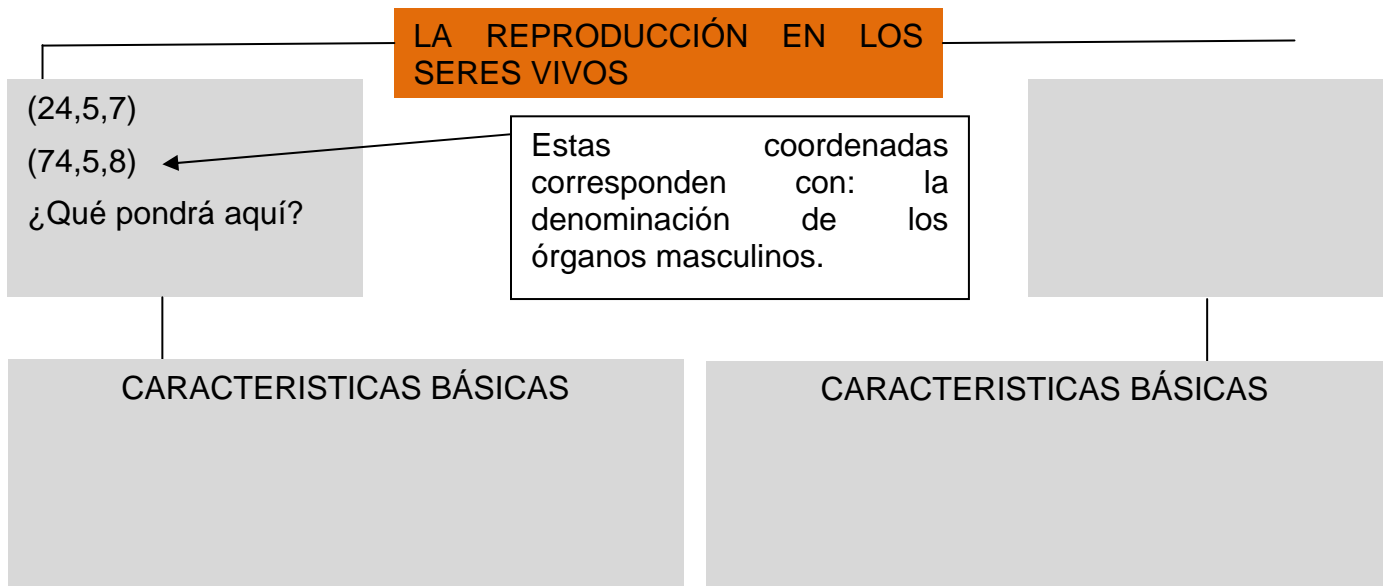 LA REPRODUCCIÓN EN LOS
SERES VIVOS
(24,5,7)
(74,5,8)
¿Qué pondrá aquí?
Estas coordenadas
corresponden con: la
denominación de los
órganos masculinos.
CARACTERISTICAS BÁSICAS
CARACTERISTICAS BÁSICAS